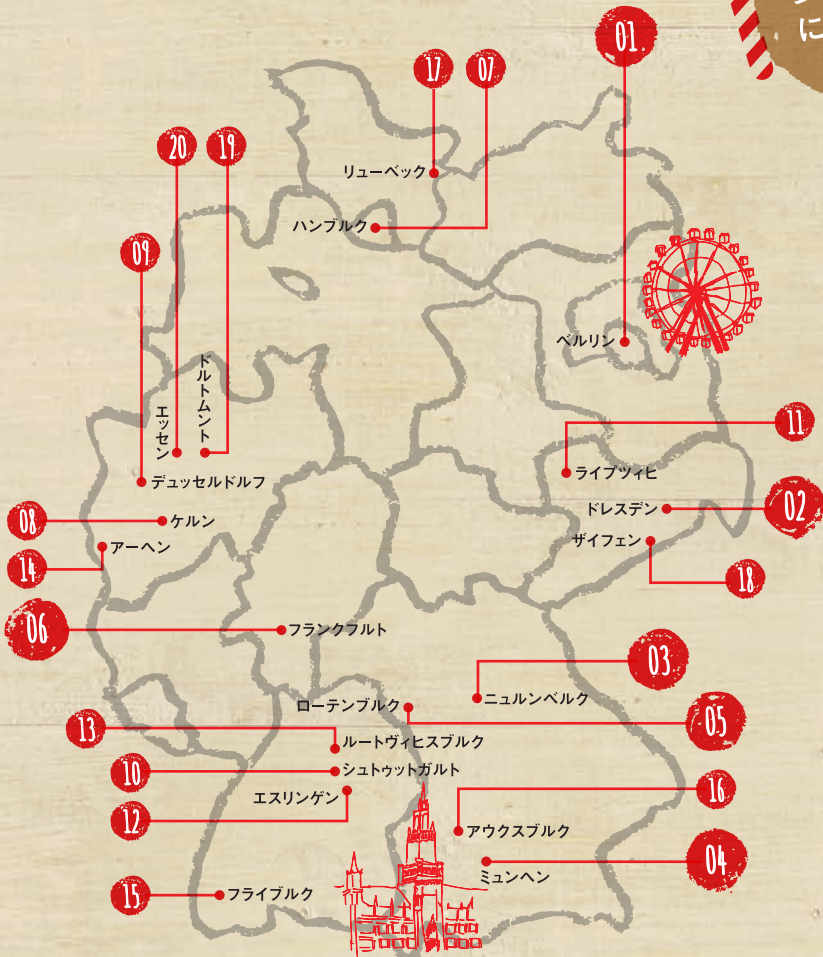 に
01
17
07
20
19
リューベック
ハンブルク
09
ベルリン
ドルトムント
エッセン
11
ライプツィヒ
デュッセルドルフ
02
ドレスデン
08
ケルン
ザイフェン
アーヘン
14
18
06
フランクフルト
03
ニュルンベルク
ローテンブルク
05
13
ルートヴィヒスブルク
10
シュトゥットガルト
16
エスリンゲン
12
アウクスブルク
04
ミュンヘン
15
フライブルク